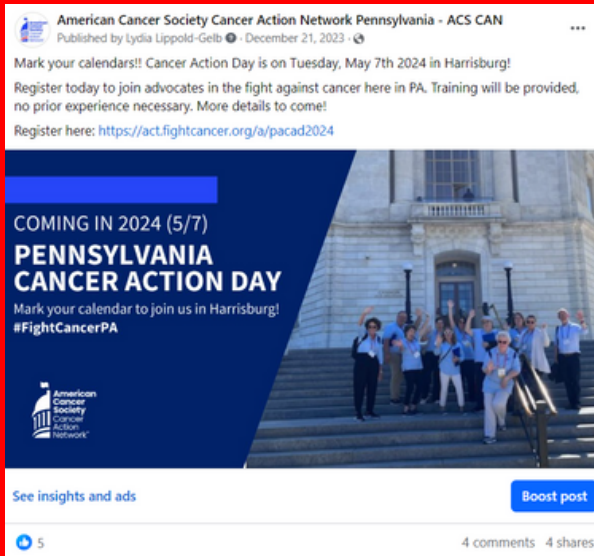 American Cancer Society Cancer Action Network Pennsylvania - ACS CAN
Published by Lydia Lippold-Gelb · December 21, 2023 ·
Mark your calendars!! Cancer Action Day is on Tuesday, May 7th 2024 in Harrisburg!
Register today to join advocates in the fight against cancer here in PA. Training will be provided,
no prior experience necessary. More details to come!
Register here: https://act.fightcancer.org/a/pacad2024
COMING IN 2024 (5/7)
PENNSYLVANIA
CANCER ACTION DAY
Mark your calendar to join us in Harrisburg!
#FightCancerPA
American
Cancer
Society
Cancer
Action
Network™
See insights and ads
Boost post
5
4 comments 4 shares